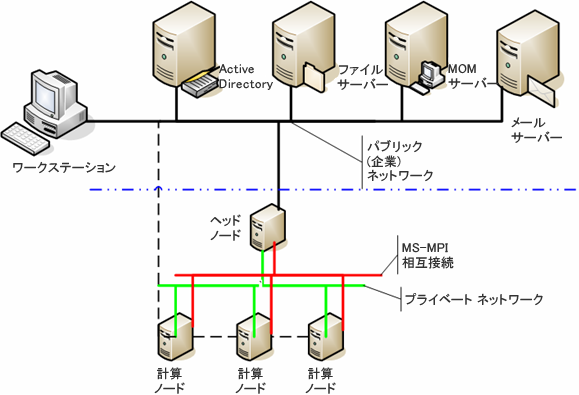 Active
Directory
ファイル
サーバー
MOM
サーバー
メール
サーバー
ワークステーション
パブリック
(企業)
ネットワーク
ヘッド
ノード
MS-MPI
相互接続
プライベート ネットワーク
計算
ノード
計算
ノード
計算
ノード